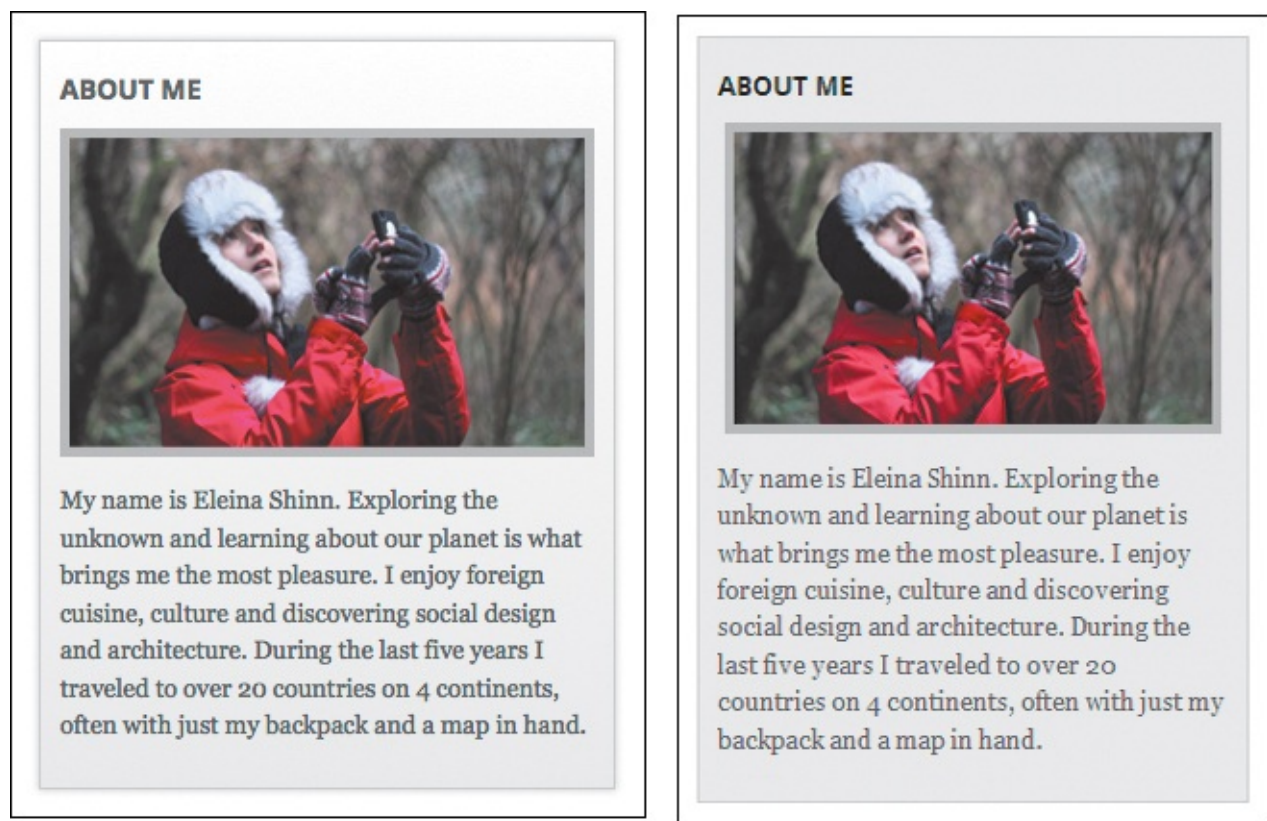 ABOUT ME
My name is Eleina Shinn. Exploring the
unknown and learning about our planet is what
brings me the most pleasure. I enjoy foreign
cuisine, culture and discovering social design
and architecture. During the last five years I
traveled to over 20 countries on 4 continents,
often with just my backpack and a map in hand.
ABOUT ME
My name is Eleina Shinn. Exploring the
unknown and learning about our planet is
what brings me the most pleasure. I enjoy
foreign cuisine, culture and discovering
social design and architecture. During the
last five years I traveled to over 20
countries on 4 continents, often with just my
backpack and a map in hand.